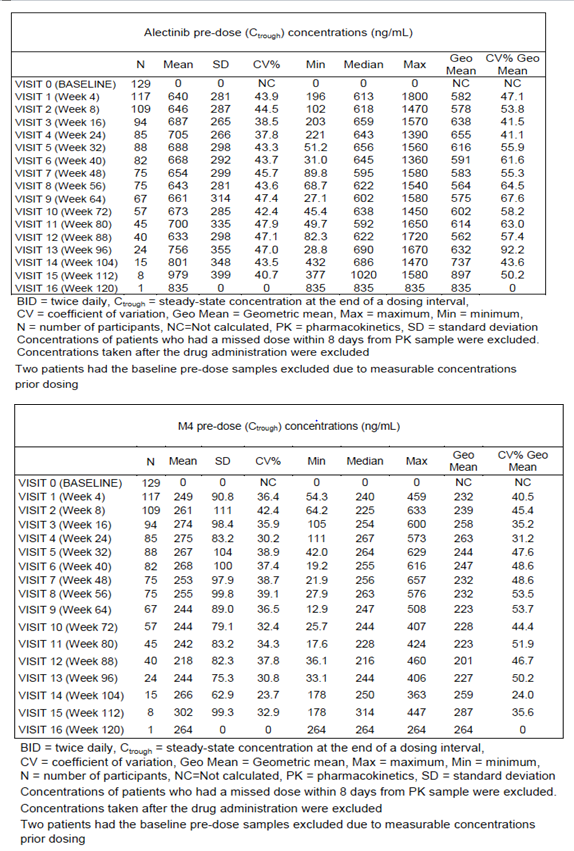 Alectinib pre-dose (Ctrough) concentrations (ng/mL)
N Mean SD CV% Min Median Max Geo Mean CV% Geo Mean
VISIT 0 (BASELINE) 129 0 0 NC 0 0 0 NC NC
VISIT 1 (Week 4) 117 640 281 43.9 196 613 1800 582 47.1
VISIT 2 (Week 8) 109 646 287 44.5 102 618 1470 578 53.8
VISIT 3 (Week 16) 94 687 265 38.5 203 659 1570 638 41.5
VISIT 4 (Week 24) 85 705 266 37.8 221 643 1390 655 41.1
VISIT 5 (Week 32) 88 688 298 43.3 51.2 656 1560 616 55.9
VISIT 6 (Week 40) 82 668 292 43.7 31.0 645 1360 591 61.6
VISIT 7 (Week 48) 75 654 299 45.7 89.8 595 1580 583 55.3
VISIT 8 (Week 56) 75 643 281 43.6 68.7 622 1540 564 64.5
VISIT 9 (Week 64) 67 661 314 47.4 27.1 602 1580 575 67.6
VISIT 10 (Week 72) 57 673 285 42.4 45.4 638 1450 602 58.2
VISIT 11 (Week 80) 45 700 335 47.9 49.7 592 1650 614 63.0
VISIT 12 (Week 88) 40 633 298 47.1 82.3 622 1720 562 57.4
VISIT 13 (Week 96) 24 756 355 47.0 28.8 690 1670 632 92.2
VISIT 14 (Week 104) 15 801 348 43.5 432 686 1470 737 43.6
VISIT 15 (Week 112) 8 979 399 40.7 377 1020 1580 897 50.2
VISIT 16 (Week 120) 1 835 0 0 835 835 835 835 0
BID = twice daily, Ctrough = steady-state concentration at the end of a dosing interval,
CV = coefficient of variation, Geo Mean = Geometric mean, Max = maximum, Min = minimum,
N = number of participants, NC=Not calculated, PK = pharmacokinetics, SD = standard deviation
Concentrations of patients who had a missed dose within 8 days from PK sample were excluded.
Concentrations taken after the drug administration were excluded
Two patients had the baseline pre-dose samples excluded due to measurable concentrations
prior dosing
M4 pre-dose (Ctrough) concentrations (ng/mL)
N Mean SD CV% Min Median Max Geo Mean CV% Geo Mean
VISIT 0 (BASELINE) 129 0 0 NC 0 0 0 NC NC
VISIT 1 (Week 4) 117 249 90.8 36.4 54.3 240 459 232 40.5
VISIT 2 (Week 8) 109 261 111 42.4 64.2 225 633 239 45.4
VISIT 3 (Week 16) 94 274 98.4 35.9 105 254 600 258 35.2
VISIT 4 (Week 24) 85 275 83.2 30.2 111 267 573 263 31.2
VISIT 5 (Week 32) 88 267 104 38.9 42.0 264 629 244 47.6
VISIT 6 (Week 40) 82 268 100 37.4 19.2 255 616 247 48.6
VISIT 7 (Week 48) 75 253 97.9 38.7 21.9 256 657 232 48.6
VISIT 8 (Week 56) 75 255 99.8 39.1 27.9 263 576 232 53.5
VISIT 9 (Week 64) 67 244 89.0 36.5 12.9 247 508 223 53.7
VISIT 10 (Week 72) 57 244 79.1 32.4 25.7 244 407 228 44.4
VISIT 11 (Week 80) 45 242 83.2 34.3 17.6 228 424 223 51.9
VISIT 12 (Week 88) 40 218 82.3 37.8 36.1 216 460 201 46.7
VISIT 13 (Week 96) 24 244 75.3 30.8 33.1 244 406 227 50.2
VISIT 14 (Week 104) 15 266 62.9 23.7 178 250 363 259 24.0
VISIT 15 (Week 112) 8 302 99.3 32.9 178 314 447 287 35.6
VISIT 16 (Week 120) 1 264 0 0 264 264 264 264 0
BID = twice daily, Ctrough = steady-state concentration at the end of a dosing interval,
CV = coefficient of variation, Geo Mean = Geometric mean, Max = maximum, Min = minimum,
N = number of participants, NC=Not calculated, PK = pharmacokinetics, SD = standard deviation
Concentrations of patients who had a missed dose within 8 days from PK sample were excluded.
Concentrations taken after the drug administration were excluded
Two patients had the baseline pre-dose samples excluded due to measurable concentrations
prior dosing